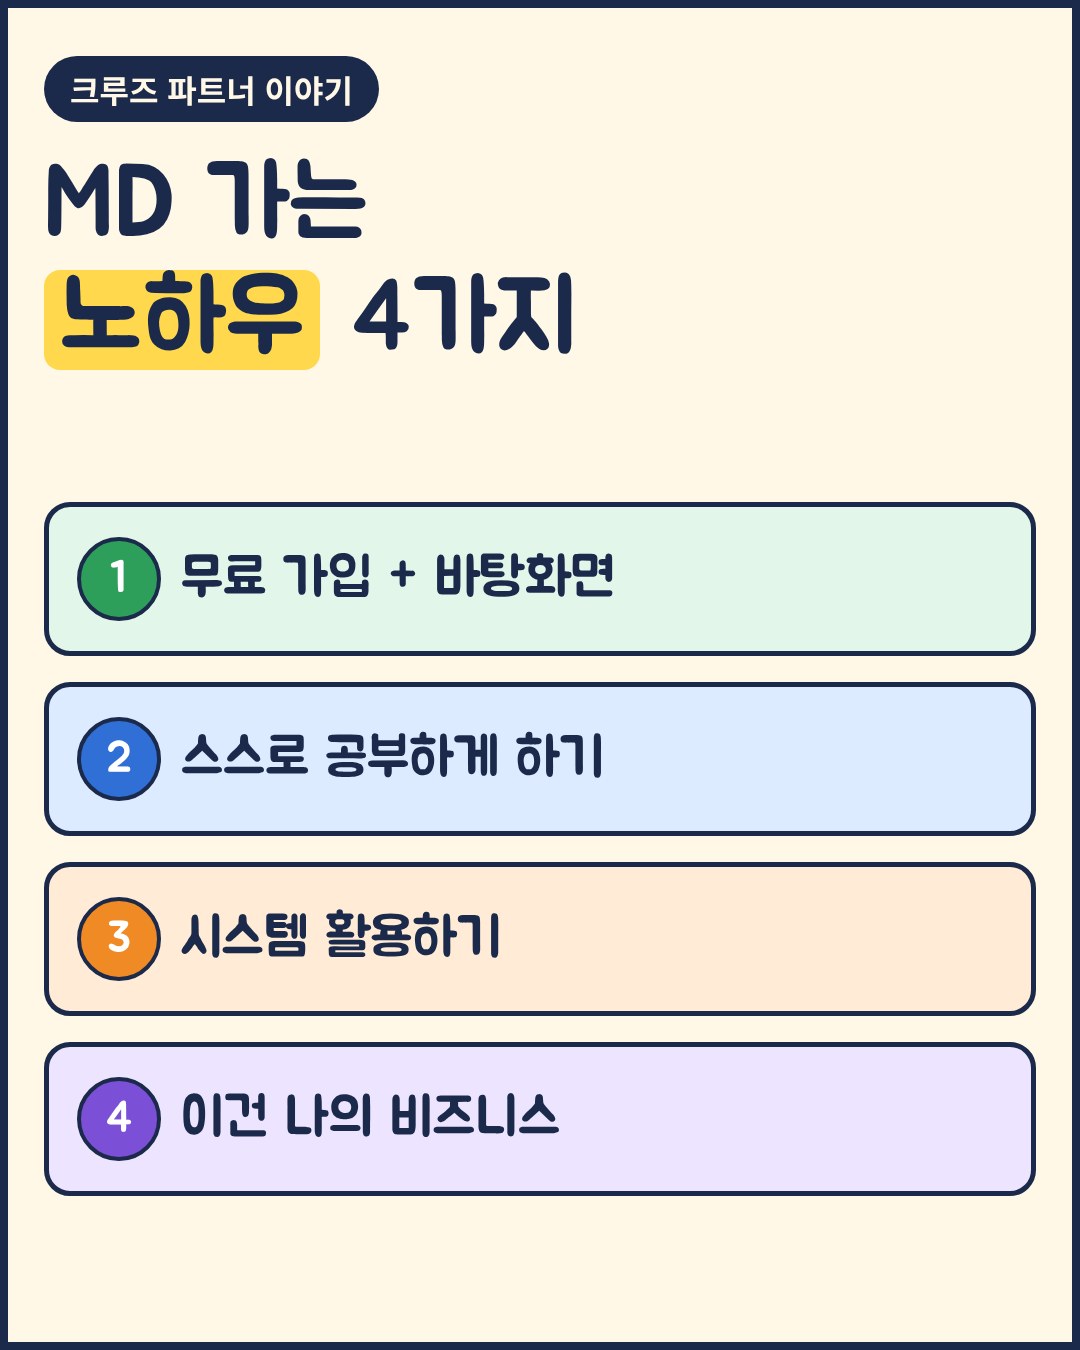 크루즈 파트너 이야기
MD 가는
노하우 4가지
1 무료 가입 + 바탕화면
2 스스로 공부하게 하기
3 시스템 활용하기
4 이건 나의 비즈니스